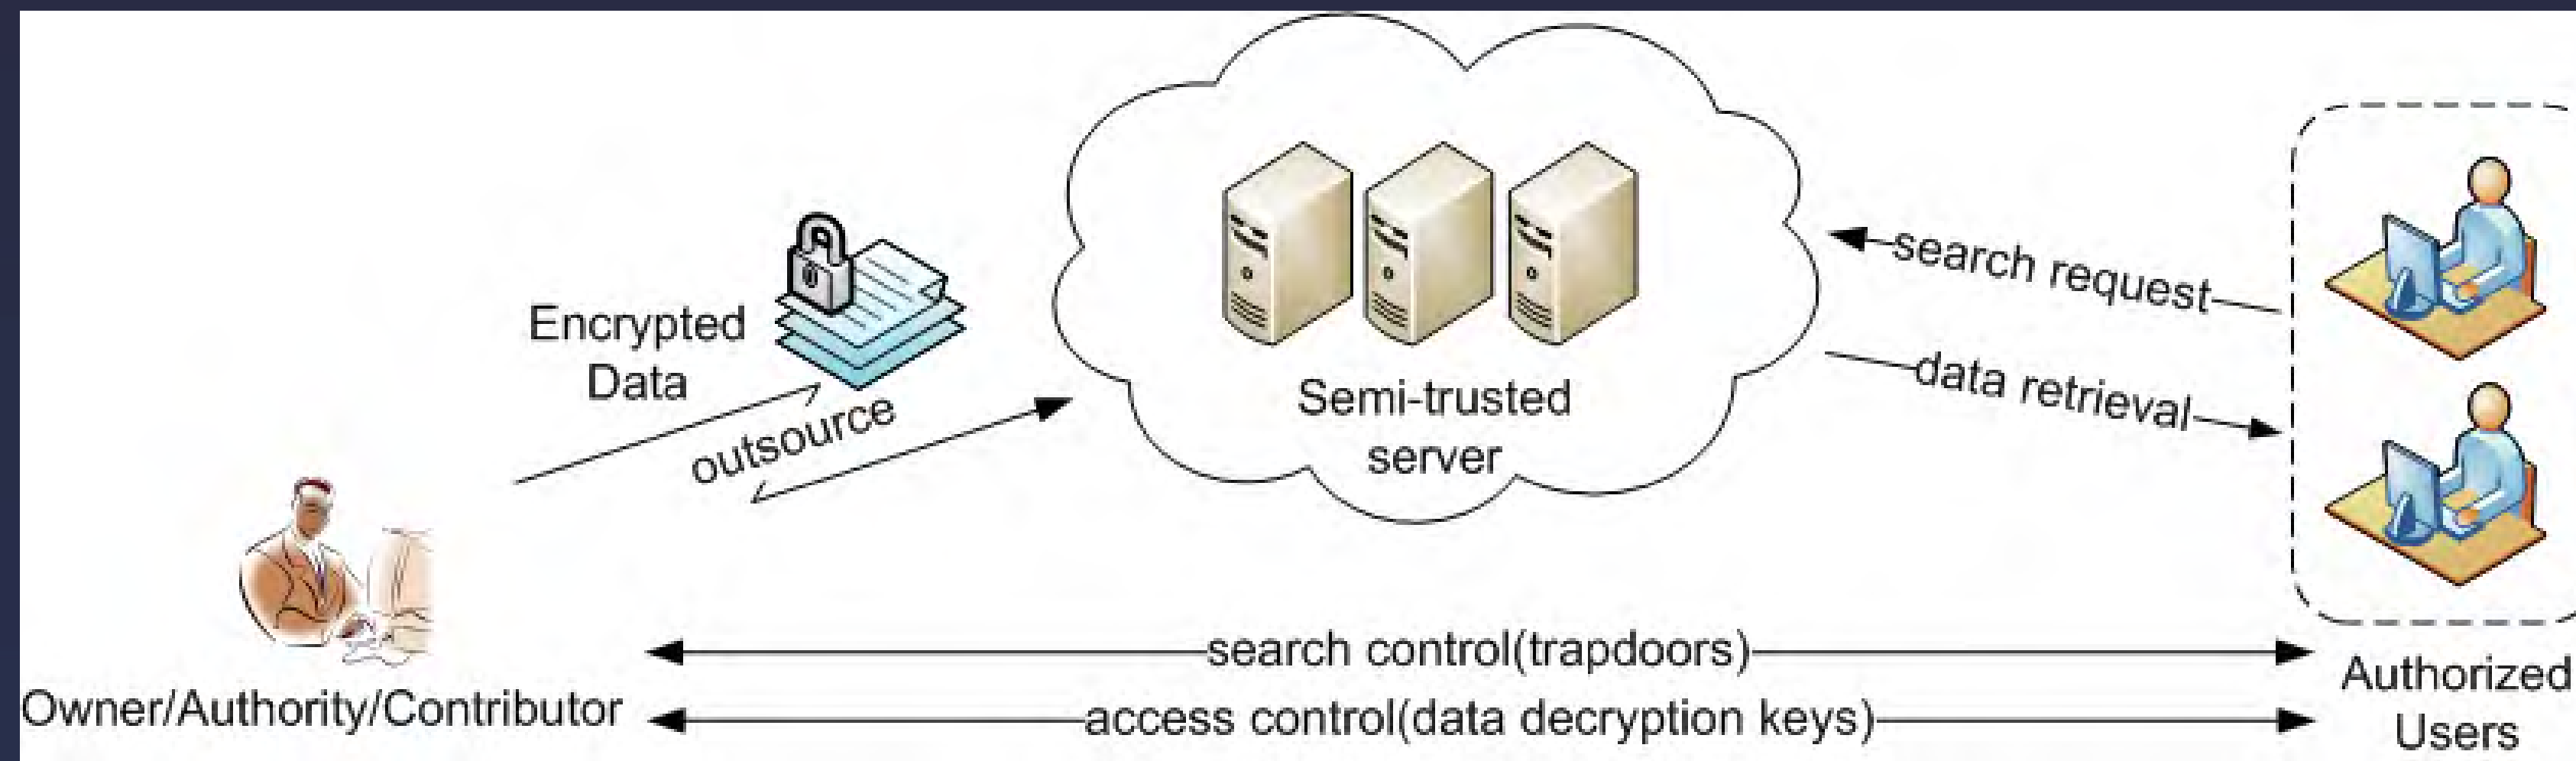 Encrypted
Data
outsource
Semi-trusted
server
search request
data retrieval
search control(trapdoors)
access control(data decryption keys)
Owner/Authority/Contributor
Authorized
Users